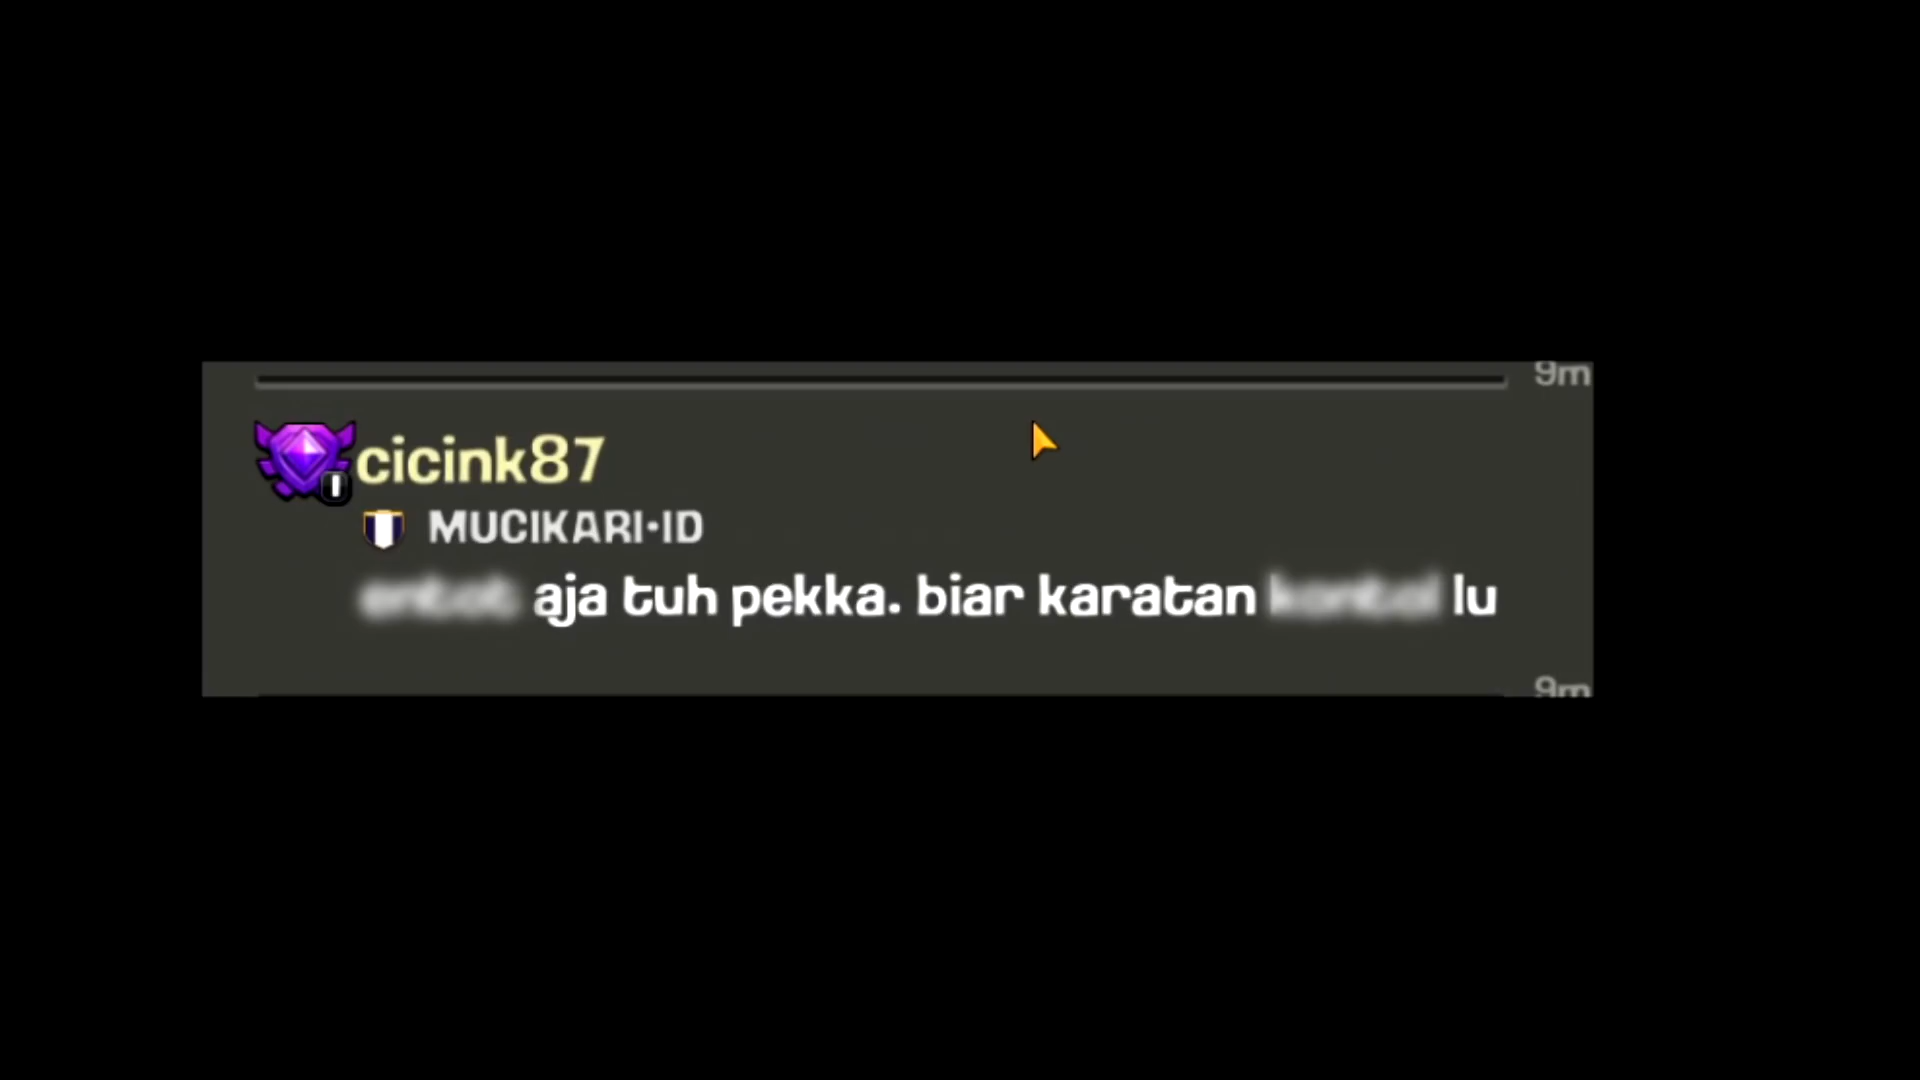 9m
cicink87
MUCIKARI•ID
aja tuh pekka. biar karatan lu
9m